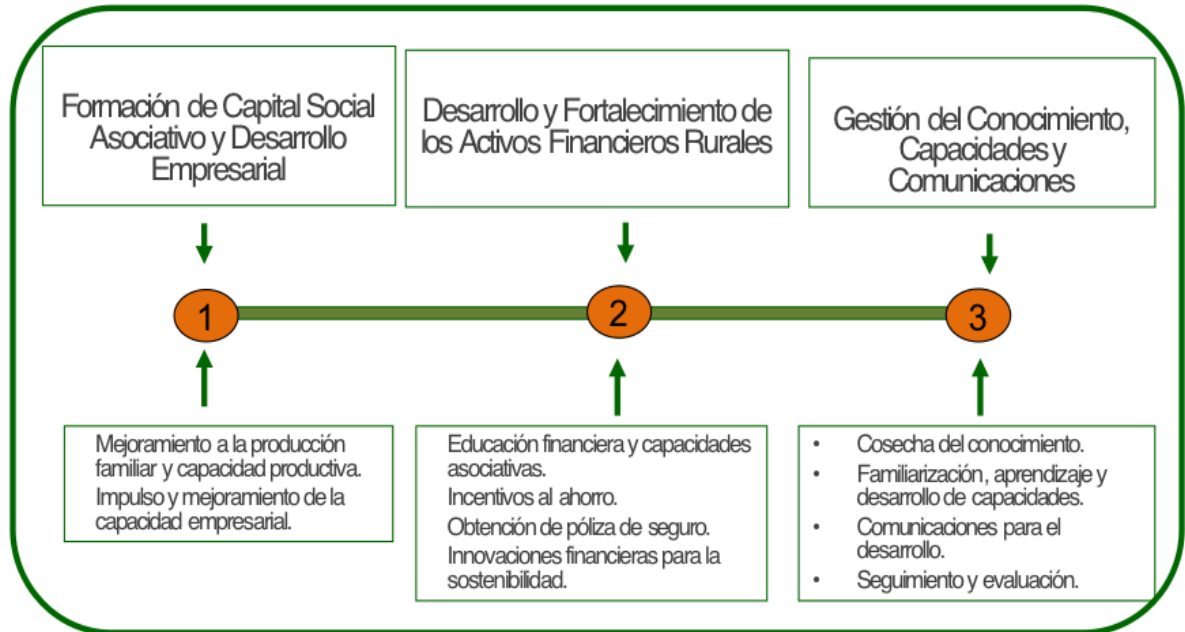 Formación de Capital Social
Asociativo y Desarrollo
Empresarial
Desarrollo y Fortalecimiento de
los Activos Financieros Rurales
Gestión del Conocimiento,
Capacidades y
Comunicaciones
1
2
3
Mejoramiento a la producción
familiar y capacidad productiva.
Impulso y mejoramiento de la
capacidad empresarial.
Educación financiera y capacidades
asociativas.
Incentivos al ahorro.
Obtención de póliza de seguro.
Innovaciones financieras para la
sostenibilidad.
• Cosecha del conocimiento.
• Familiarización, aprendizaje y
desarrollo de capacidades.
• Comunicaciones para el
desarrollo.
• Seguimiento y evaluación.